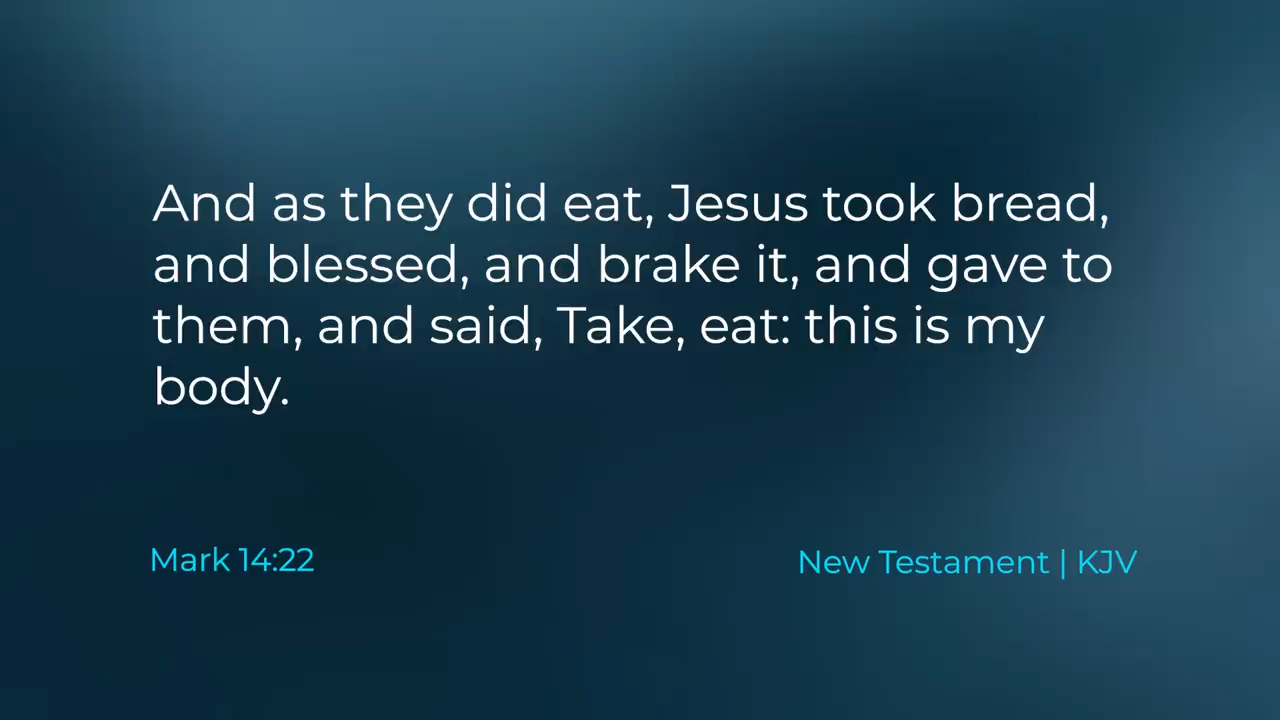 And as they did eat, Jesus took bread,
and blessed, and brake it, and gave to
them, and said, Take, eat: this is my
body.
Mark 14:22
New Testament | KJV